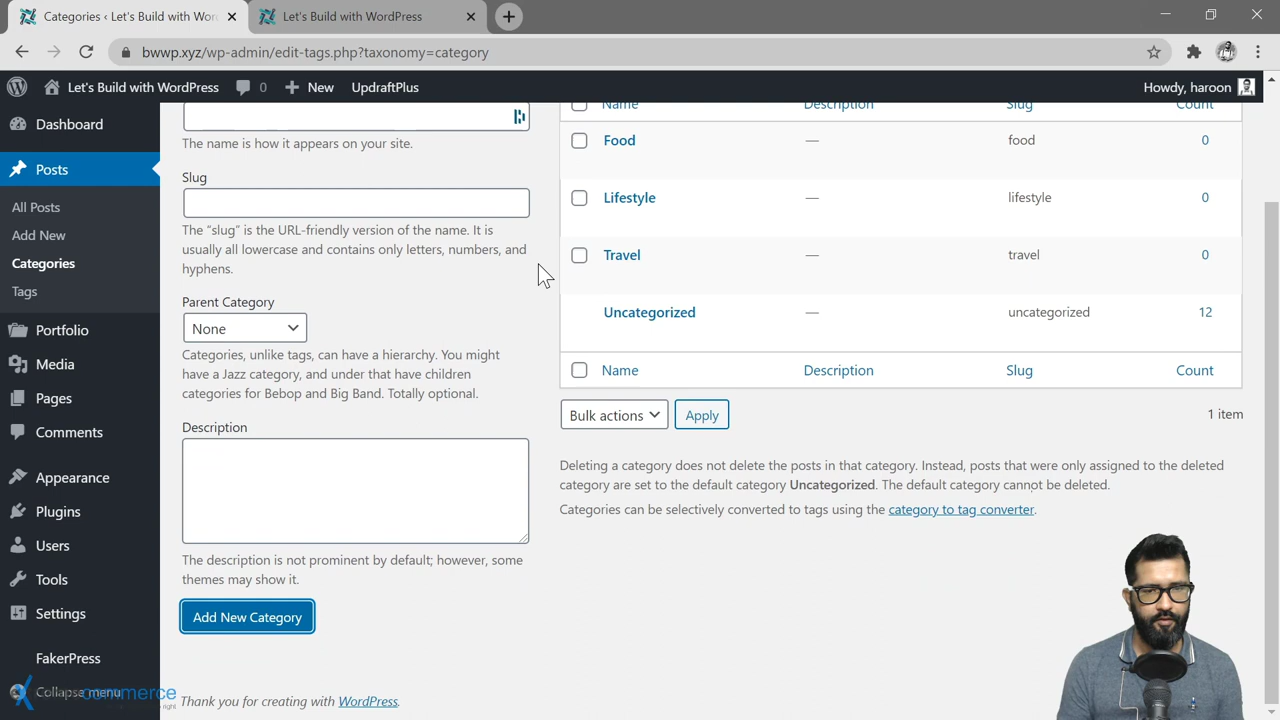 Categories ‹ Let's Build with Wor
Let's Build with WordPress
bwwp.xyz/wp-admin/edit-tags.php?taxonomy=category
Let's Build with WordPress
0
New
UpdraftPlus
Howdy, haroon
Dashboard
Posts
All Posts
Add New
Categories
Tags
Portfolio
Media
Pages
Comments
Appearance
Plugins
Users
Tools
Settings
FakerPress
Collapse menu
commerce
The name is how it appears on your site.
Slug
The “slug” is the URL-friendly version of the name. It is
usually all lowercase and contains only letters, numbers, and
hyphens.
Parent Category
None
Categories, unlike tags, can have a hierarchy. You might
have a Jazz category, and under that have children
categories for Bebop and Big Band. Totally optional.
Description
The description is not prominent by default; however, some
themes may show it.
Add New Category
Thank you for creating with WordPress.
Name Description Slug Count
Food — food 0
Lifestyle — lifestyle 0
Travel — travel 0
Uncategorized — uncategorized 12
Name Description Slug Count
Bulk actions
Apply
1 item
Deleting a category does not delete the posts in that category. Instead, posts that were only assigned to the deleted
category are set to the default category Uncategorized. The default category cannot be deleted.
Categories can be selectively converted to tags using the category to tag converter.